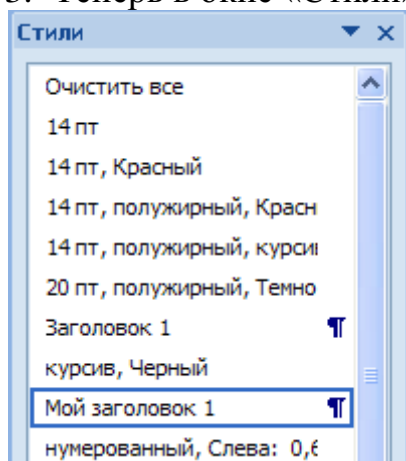 3. Теперь в окне «Стили»
Стили
Очистить все
14 пт
14 пт, Красный
14 пт, полужирный, Красн
14 пт, полужирный, курси
20 пт, полужирный, Темно
Заголовок 1 ¶
курсив, Черный
Мой заголовок 1 ¶
нумерованный, Слева: 0,6